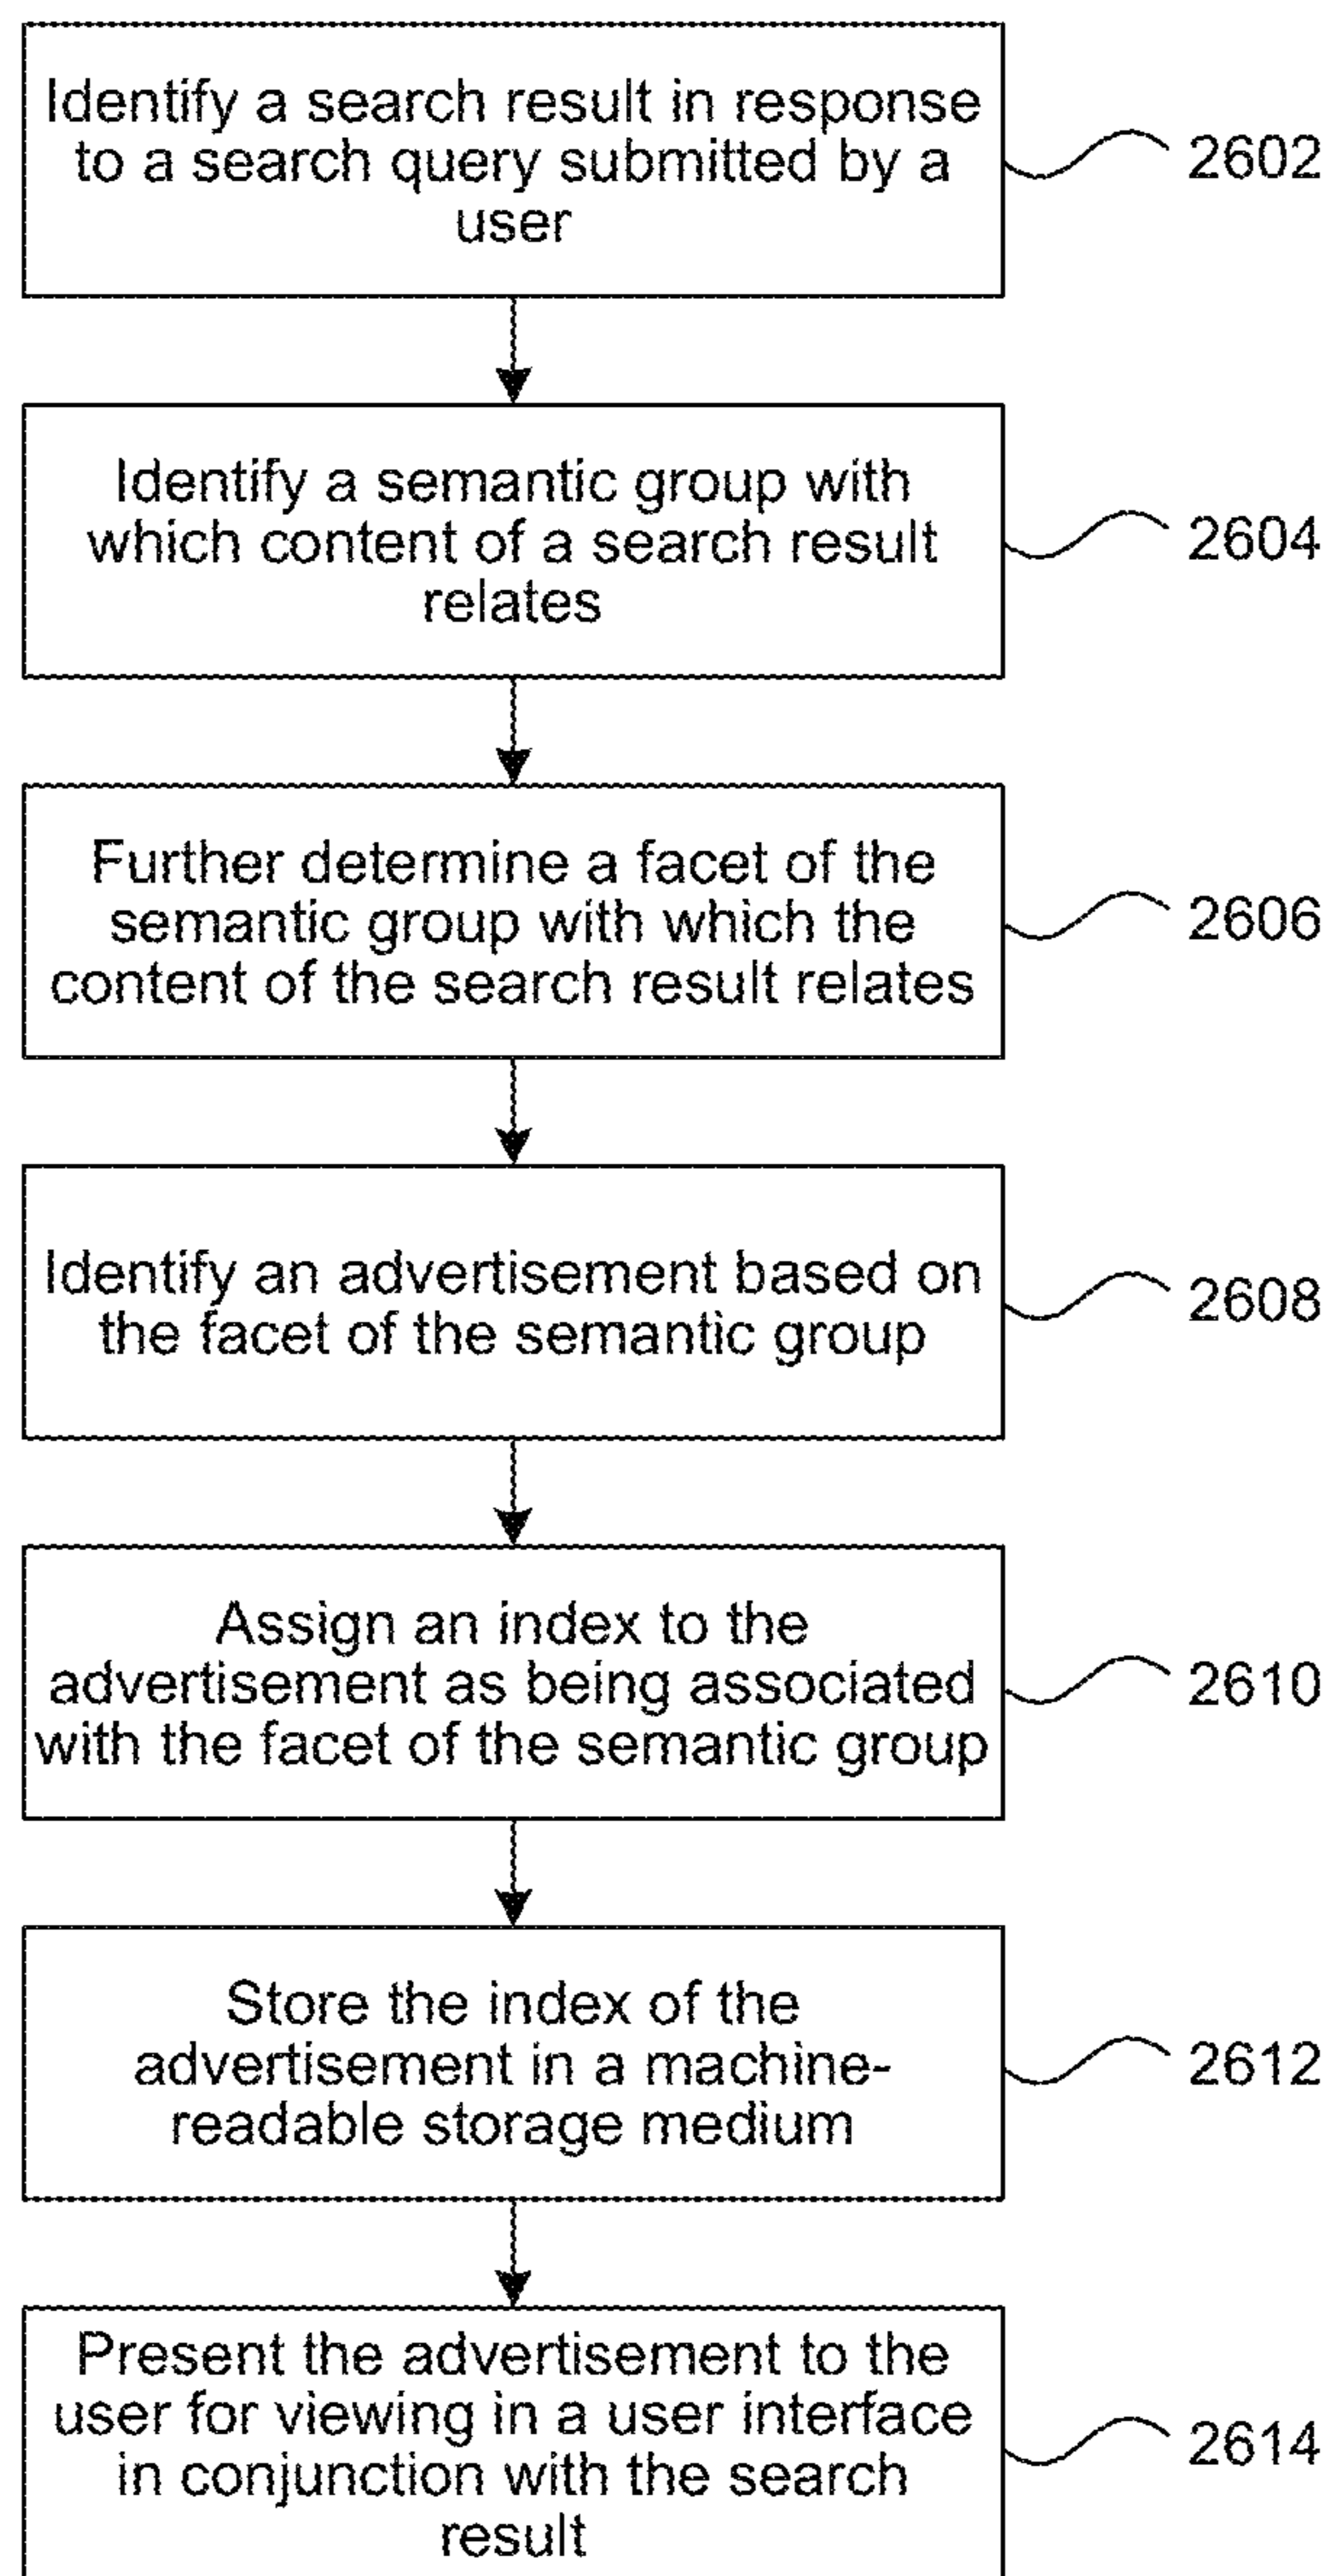 Identify a search result in response
to a search query submitted by a
user
2602
Identify a semantic group with
which content of a search result
relates
2604
Further determine a facet of the
semantic group with which the
content of the search result relates
2606
Identify an advertisement based on
the facet of the semantic group
2608
Assign an index to the
advertisement as being associated
with the facet of the semantic group
2610
Store the index of the
advertisement in a machine-
readable storage medium
2612
Present the advertisement to the
user for viewing in a user interface
in conjunction with the search
result
2614